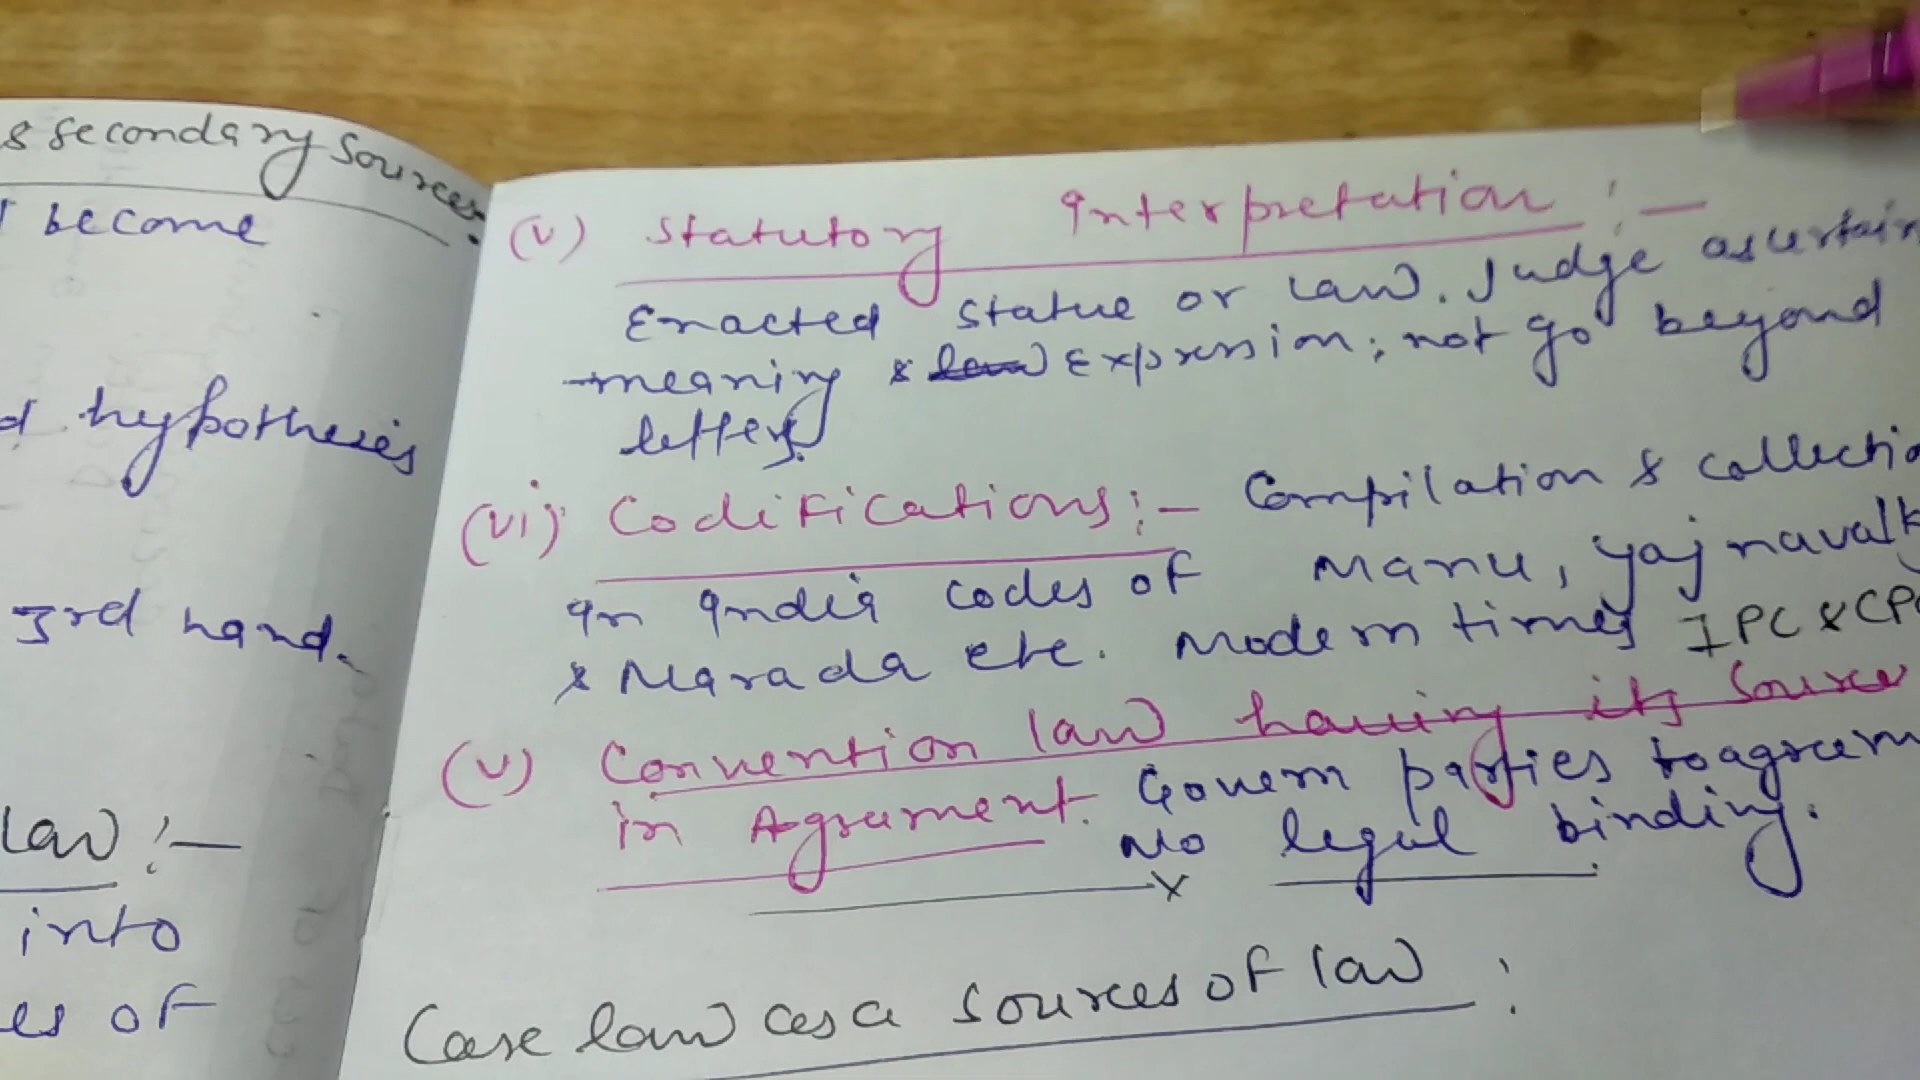 & secondary sources.
become
hypothesis
3rd hand.
law :-
into
es of
(v) Statutory Interpretation :-
Enacted Statue or law. Judge ascertain
meaning & Expression; not go beyond
letters.
(vi) Codifications :- Compilation & collectio
In India codes of Manu, Yajnavalk
& Narada etc. Modern times IPC & CPC
(v) Convention law having its source
in Agrement. Govern parties to agreem
No legal binding.
x
Case law as a sources of law :